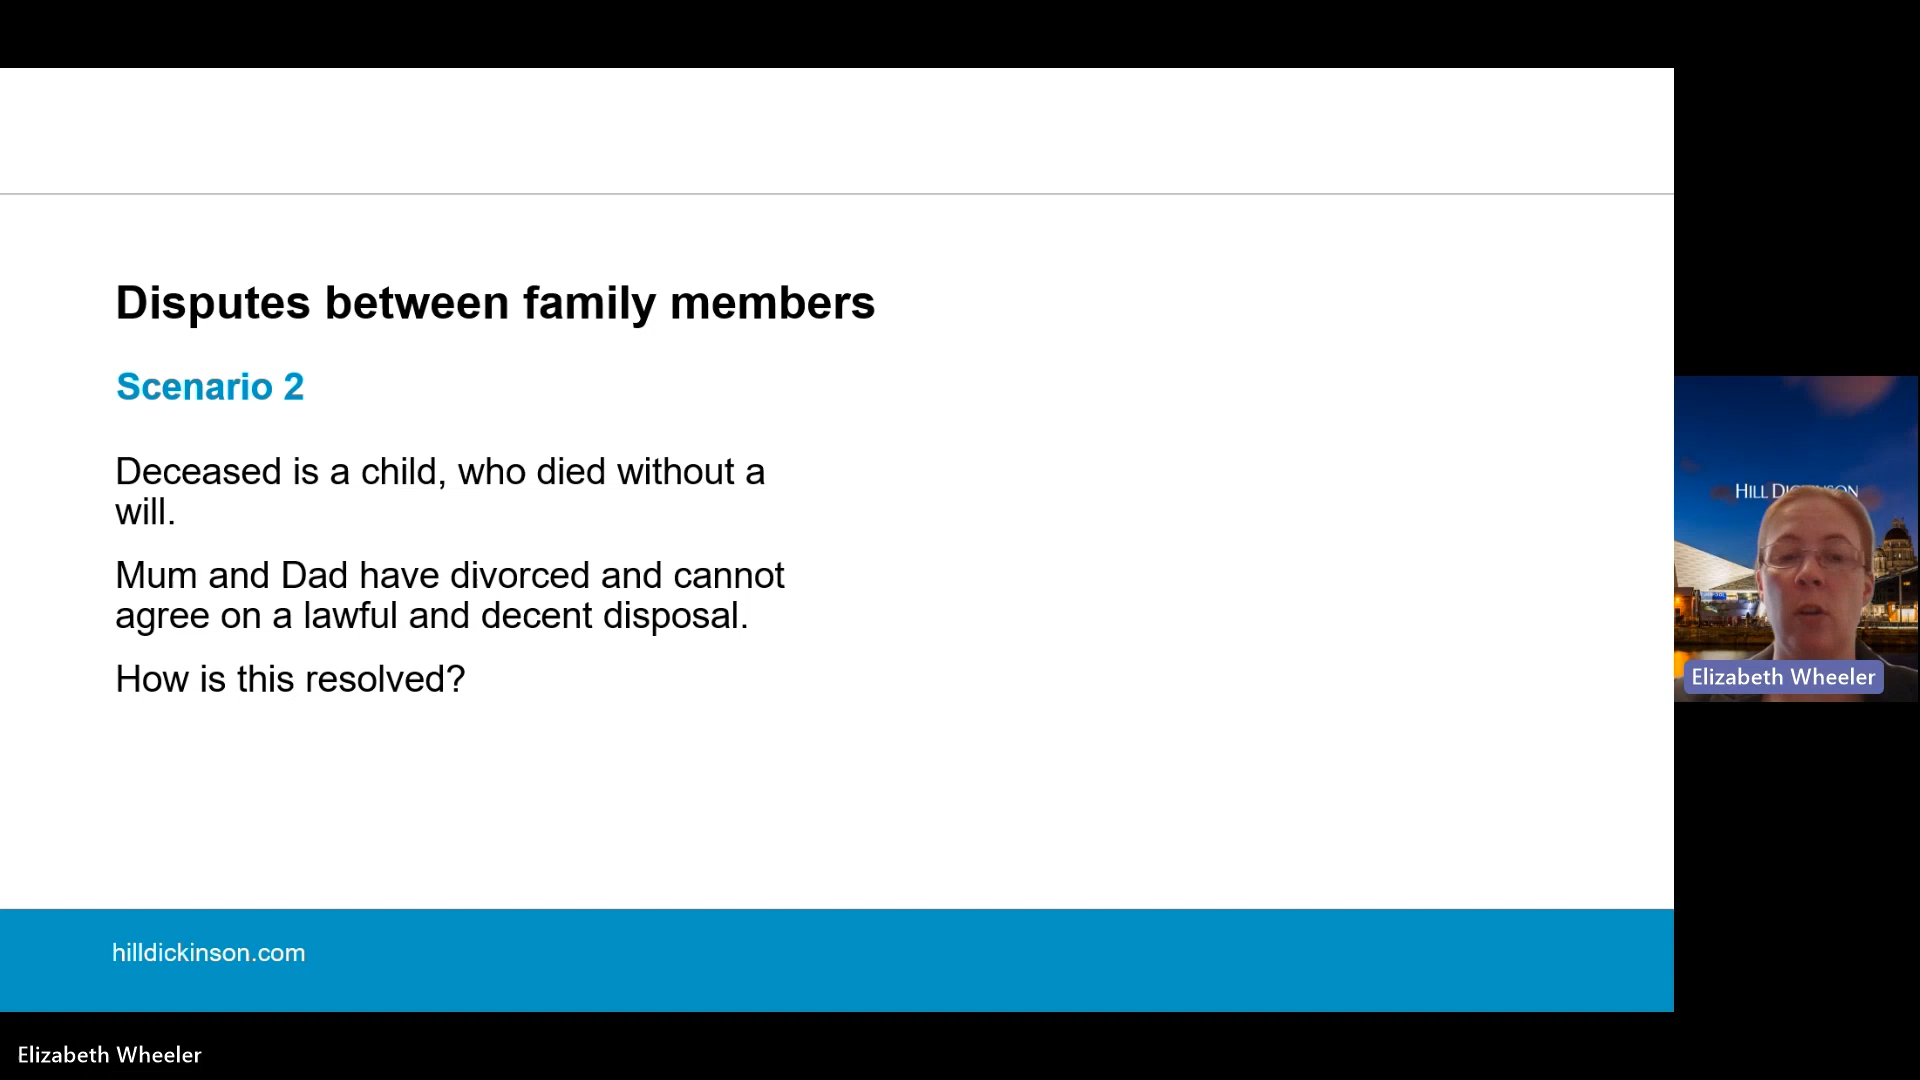 Disputes between family members
Scenario 2
Deceased is a child, who died without a
will.
Mum and Dad have divorced and cannot
agree on a lawful and decent disposal.
How is this resolved?
hilldickinson.com
HILL
Elizabeth Wheeler
Elizabeth Wheeler